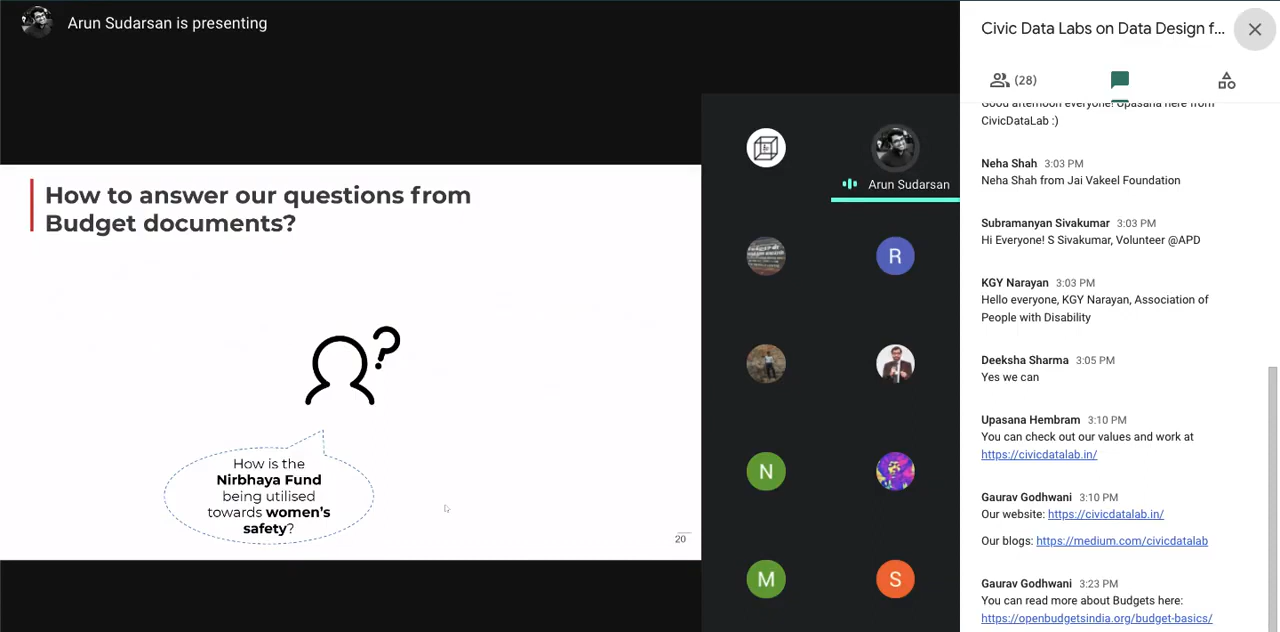 Arun Sudarsan is presenting
How to answer our questions from
Budget documents?
How is the
Nirbhaya Fund
being utilised
towards women's
safety?
20
Arun Sudarsan
R
N
M
S
Civic Data Labs on Data Design f...
(28)
Good afternoon everyone! Upasana here from
CivicDataLab :)
Neha Shah 3:03 PM
Neha Shah from Jai Vakeel Foundation
Subramanyan Sivakumar 3:03 PM
Hi Everyone! S Sivakumar, Volunteer @APD
KGY Narayan 3:03 PM
Hello everyone, KGY Narayan, Association of
People with Disability
Deeksha Sharma 3:05 PM
Yes we can
Upasana Hembram 3:10 PM
You can check out our values and work at
https://civicdatalab.in/
Gaurav Godhwani 3:10 PM
Our website: https://civicdatalab.in/
Our blogs: https://medium.com/civicdatalab
Gaurav Godhwani 3:23 PM
You can read more about Budgets here:
https://openbudgetsindia.org/budget-basics/